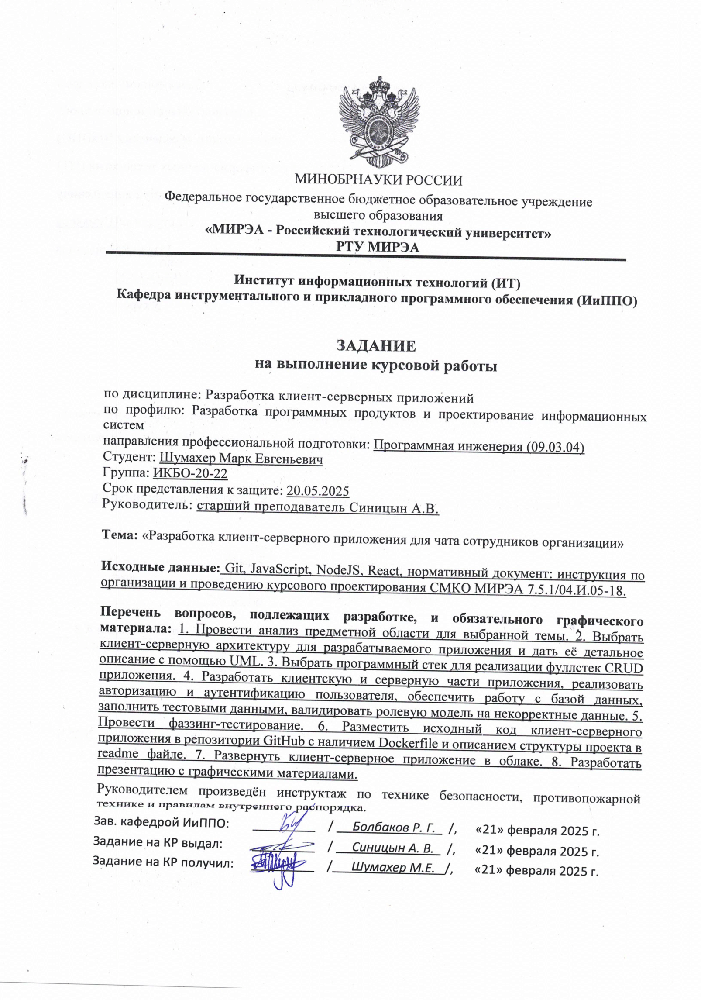 МИНОБРНАУКИ РОССИИ
Федеральное государственное бюджетное образовательное учреждение
высшего образования
«МИРЭА - Российский технологический университет»
РТУ МИРЭА
Институт информационных технологий (ИТ)
Кафедра инструментального и прикладного программного обеспечения (ИиППО)
ЗАДАНИЕ
на выполнение курсовой работы
по дисциплине: Разработка клиент-серверных приложений
по профилю: Разработка программных продуктов и проектирование информационных
систем
направления профессиональной подготовки: Программная инженерия (09.03.04)
Студент: Шумахер Марк Евгеньевич
Группа: ИКБО-20-22
Срок представления к защите: 20.05.2025
Руководитель: старший преподаватель Синицын А.В.
Тема: «Разработка клиент-серверного приложения для чата сотрудников организации»
Исходные данные: Git, JavaScript, NodeJS, React, нормативный документ: инструкция по
организации и проведению курсового проектирования СМКО МИРЭА 7.5.1/04.И.05-18.
Перечень вопросов, подлежащих разработке, и обязательного графического
материала: 1. Провести анализ предметной области для выбранной темы. 2. Выбрать
клиент-серверную архитектуру для разрабатываемого приложения и дать её детальное
описание с помощью UML. 3. Выбрать программный стек для реализации фуллстек CRUD
приложения. 4. Разработать клиентскую и серверную части приложения, реализовать
авторизацию и аутентификацию пользователя, обеспечить работу с базой данных,
заполнить тестовыми данными, валидировать ролевую модель на некорректные данные. 5.
Провести фаззинг-тестирование. 6. Разместить исходный код клиент-серверного
приложения в репозитории GitHub с наличием Dockerfile и описанием структуры проекта в
readme файле. 7. Развернуть клиент-серверное приложение в облаке. 8. Разработать
презентацию с графическими материалами.
Руководителем произведён инструктаж по технике безопасности, противопожарной
технике и правилам внутреннего распорядка.
Зав. кафедрой ИиППО: / Болбаков Р. Г. /, «21» февраля 2025 г.
Задание на КР выдал: / Синицын А. В. /, «21» февраля 2025 г.
Задание на КР получил: / Шумахер М.Е. /, «21» февраля 2025 г.